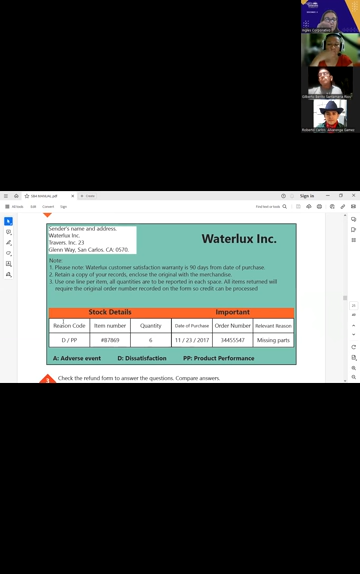 Sign in
Sender's name and address.
Waterlux Inc.
Travers. Inc. 23
Glenn Way, San Carlos. CA; 0570.
Waterlux Inc.
Note:
1. Please note: Waterlux customer satisfaction warranty is 90 days from date of purchase.
2. Retain a copy of your records, enclose the original with the merchandise.
3. Use one line per item, all quantities are to be reported in each space. All items returned will
require the original order number recorded on the form so credit can be processed
Stock Details Important
Reason Code Item number Quantity Date of Purchase Order Number Relevant Reason
D / PP #87869 6 11 / 23 / 2017 34455547 Missing parts
A: Adverse event D: Dissatisfaction PP: Product Performance
Check the refund form to answer the questions. Compare answers.